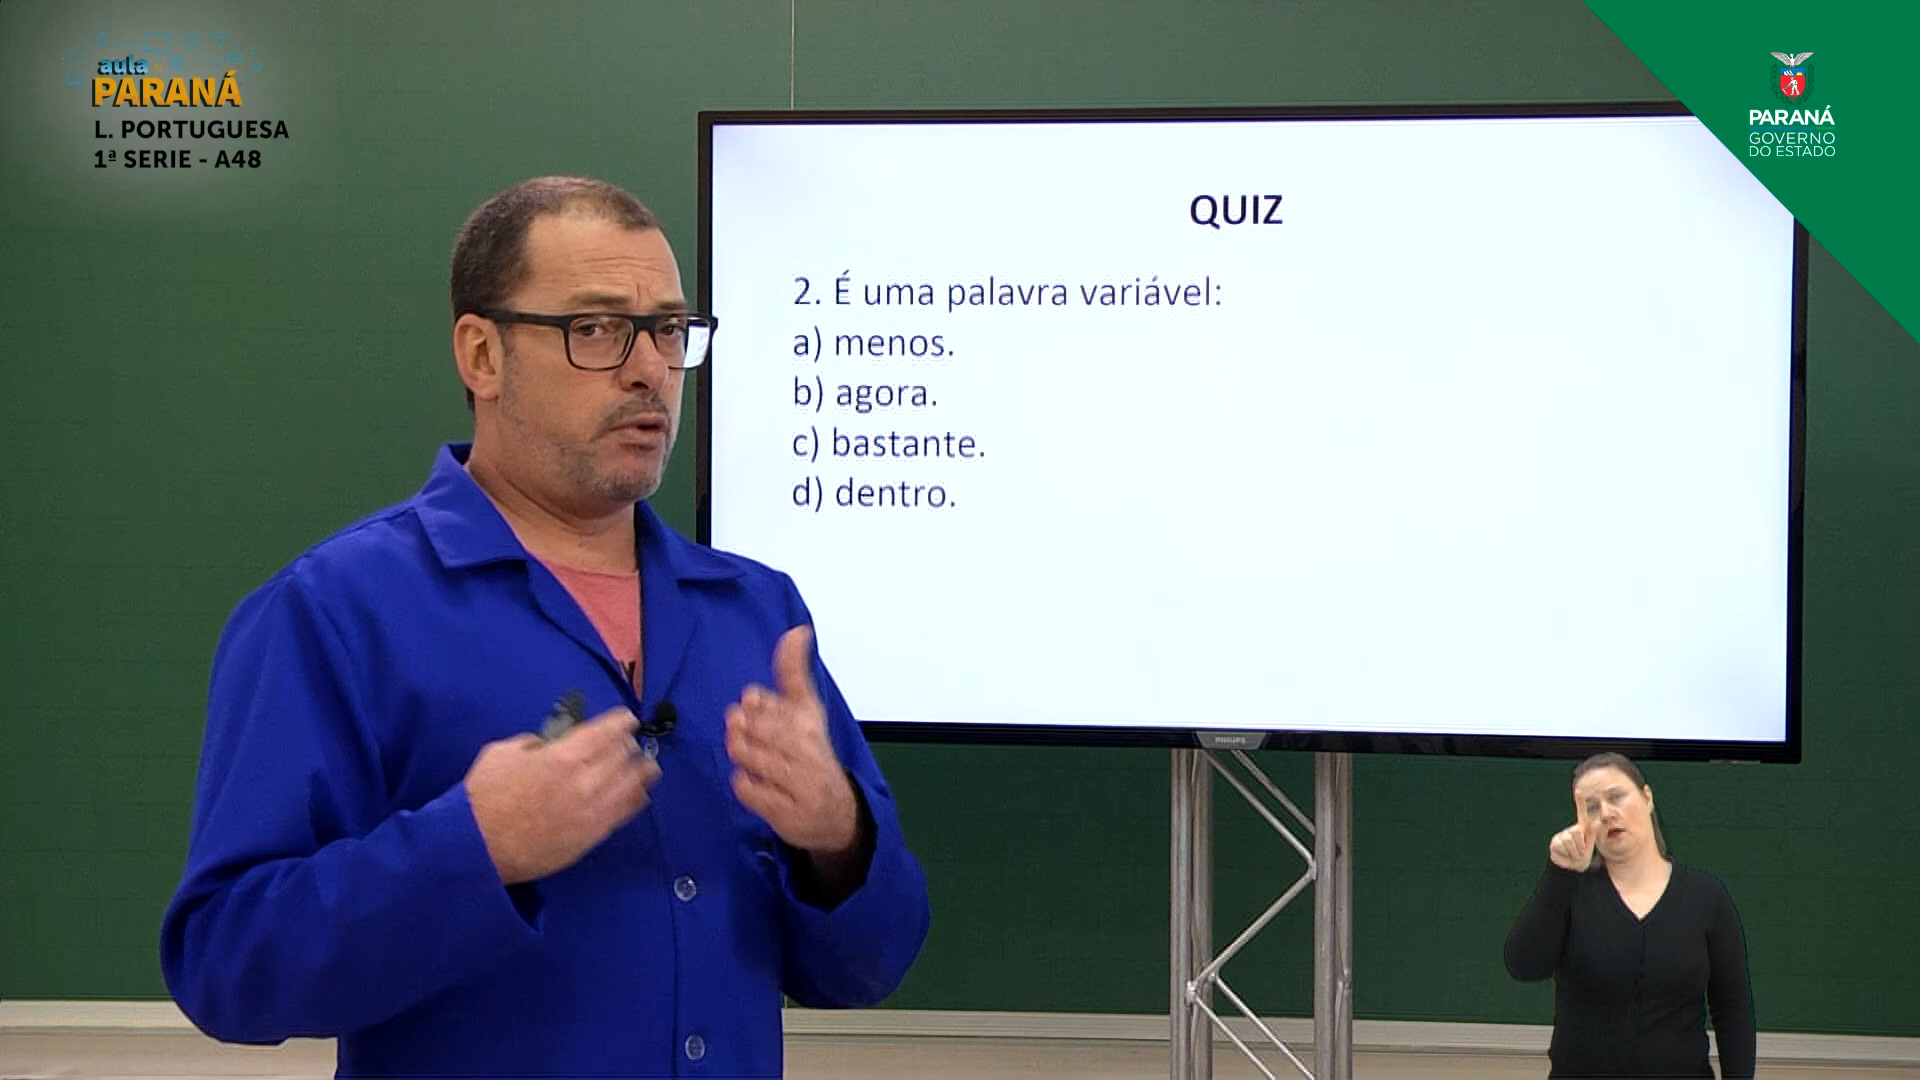 aula
PARANÁ
L. PORTUGUESA
1ª SERIE - A48
PARANÁ
GOVERNO
DO ESTADO
QUIZ
2. É uma palavra variável:
a) menos.
b) agora.
c) bastante.
d) dentro.
PHILIPS